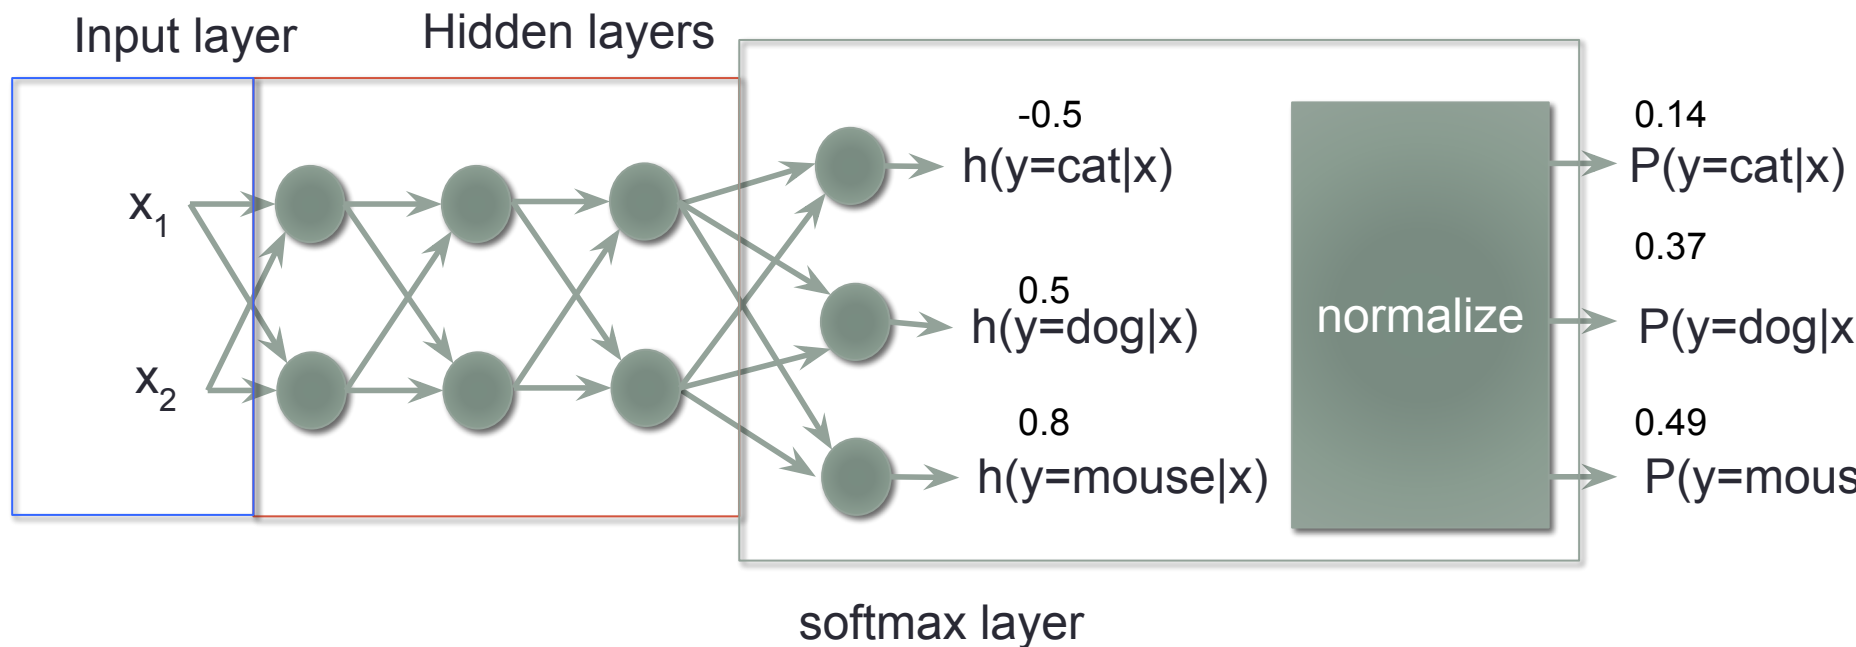 Input layer
Hidden layers
x1
x2
-0.5
h(y=cat|x)
0.5
h(y=dog|x)
0.8
h(y=mouse|x)
normalize
0.14
P(y=cat|x)
0.37
P(y=dog|x
0.49
P(y=mous
softmax layer